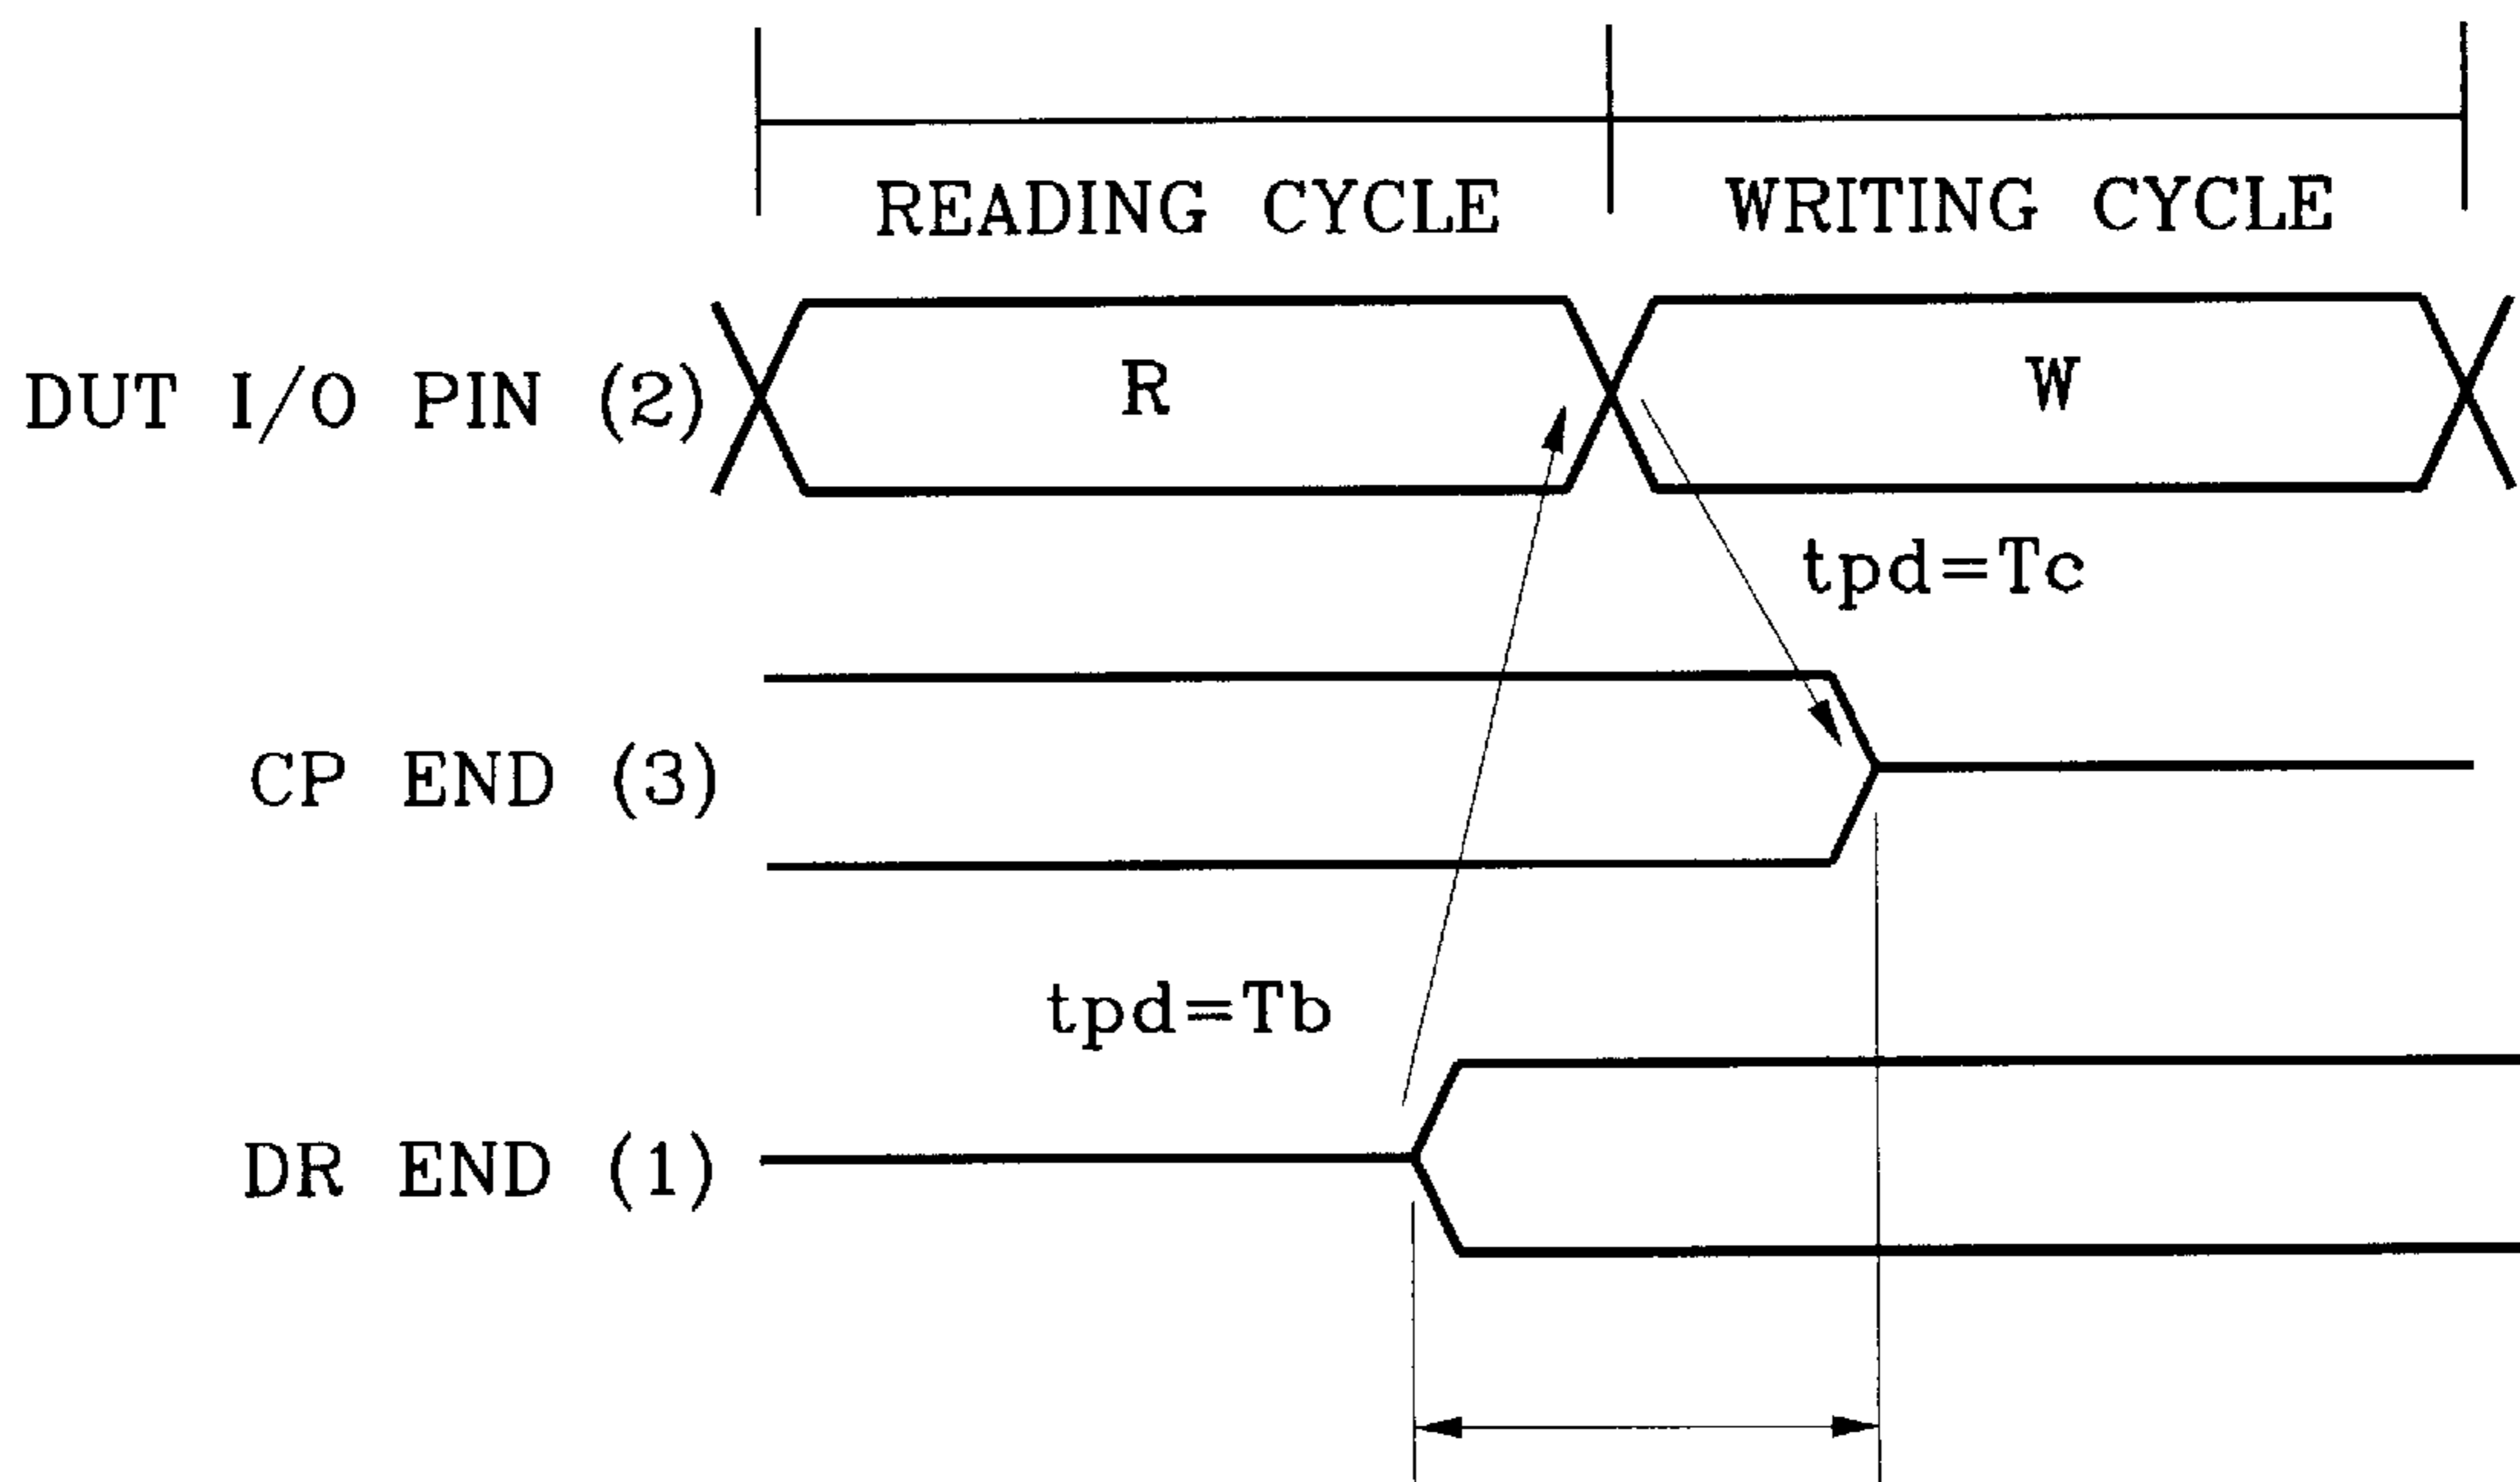 READING CYCLE WRITING CYCLE
DUT I/O PIN (2) R W
tpd=Tc
CP END (3)
tpd=Tb
DR END (1)